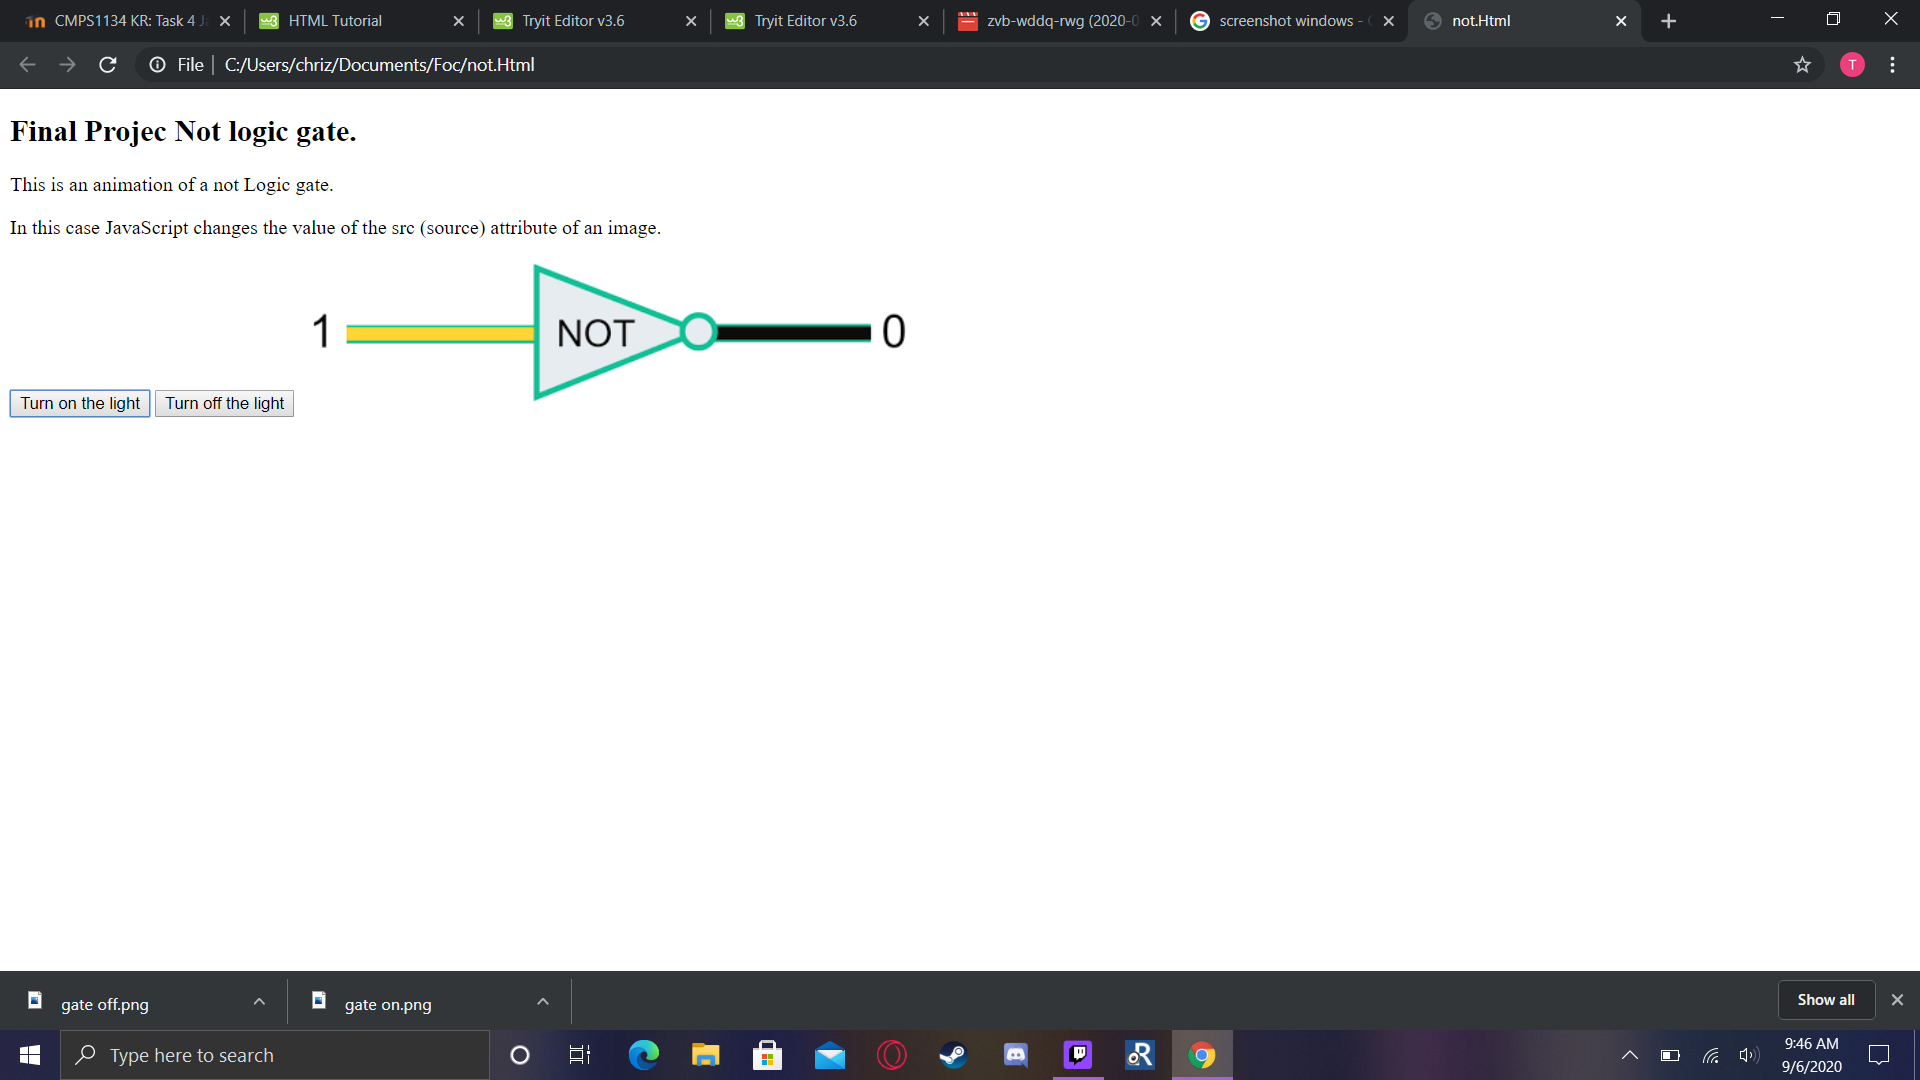 CMPS1134 KR: Task 4 J
HTML Tutorial
Tryit Editor v3.6
Tryit Editor v3.6
zvb-wddq-rwg (2020-0
screenshot windows -
not.Html
File
C:/Users/chriz/Documents/Foc/not.Html
T
Final Projec Not logic gate.
This is an animation of a not Logic gate.
In this case JavaScript changes the value of the src (source) attribute of an image.
1 NOT 0
Turn on the light Turn off the light
gate off.png
gate on.png
Show all
Type here to search
9:46 AM
9/6/2020